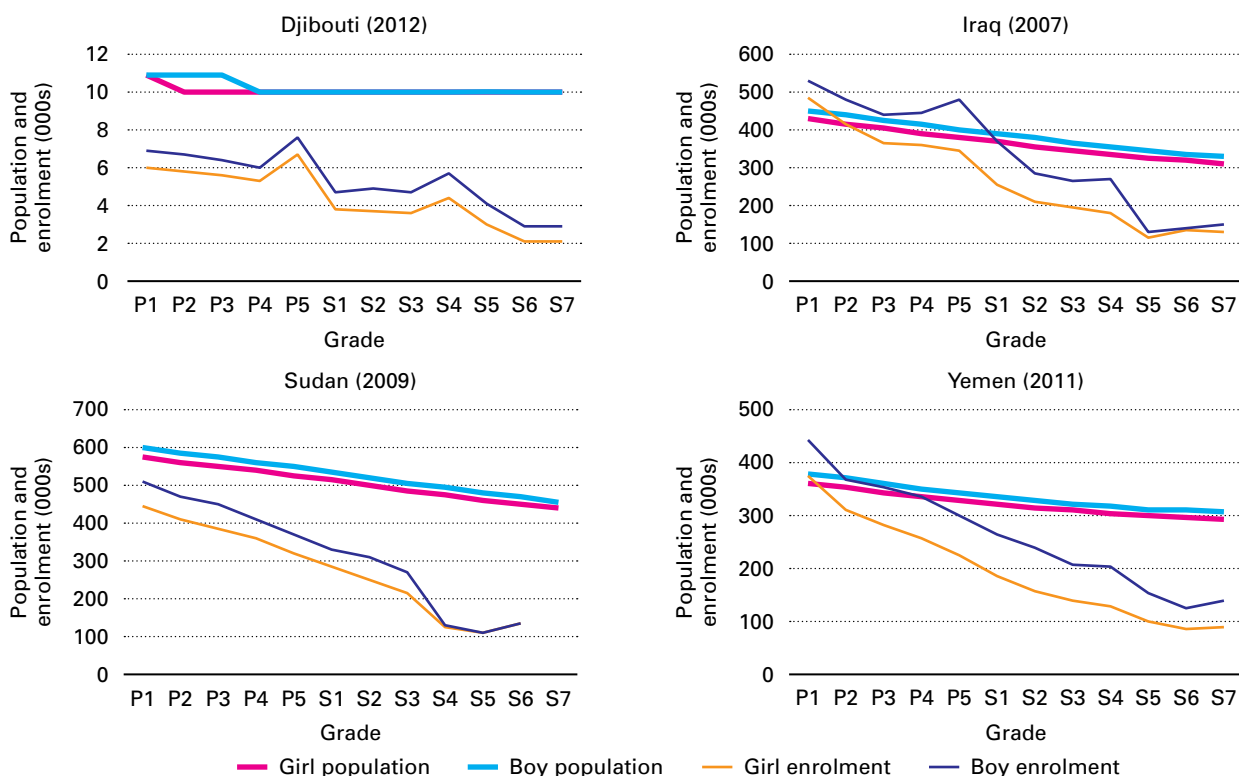 Djibouti (2012)
Population and
enrolment (000s)
12
10
8
6
4
2
0
P1 P2 P3 P4 P5 S1 S2 S3 S4 S5 S6 S7
Grade
Iraq (2007)
Population and
enrolment (000s)
600
500
400
300
200
100
0
P1 P2 P3 P4 P5 S1 S2 S3 S4 S5 S6 S7
Grade
Sudan (2009)
Population and
enrolment (000s)
700
600
500
400
300
200
100
0
P1 P2 P3 P4 P5 S1 S2 S3 S4 S5 S6 S7
Grade
Yemen (2011)
Population and
enrolment (000s)
500
400
300
200
100
0
P1 P2 P3 P4 P5 S1 S2 S3 S4 S5 S6 S7
Grade
Girl population Boy population Girl enrolment Boy enrolment